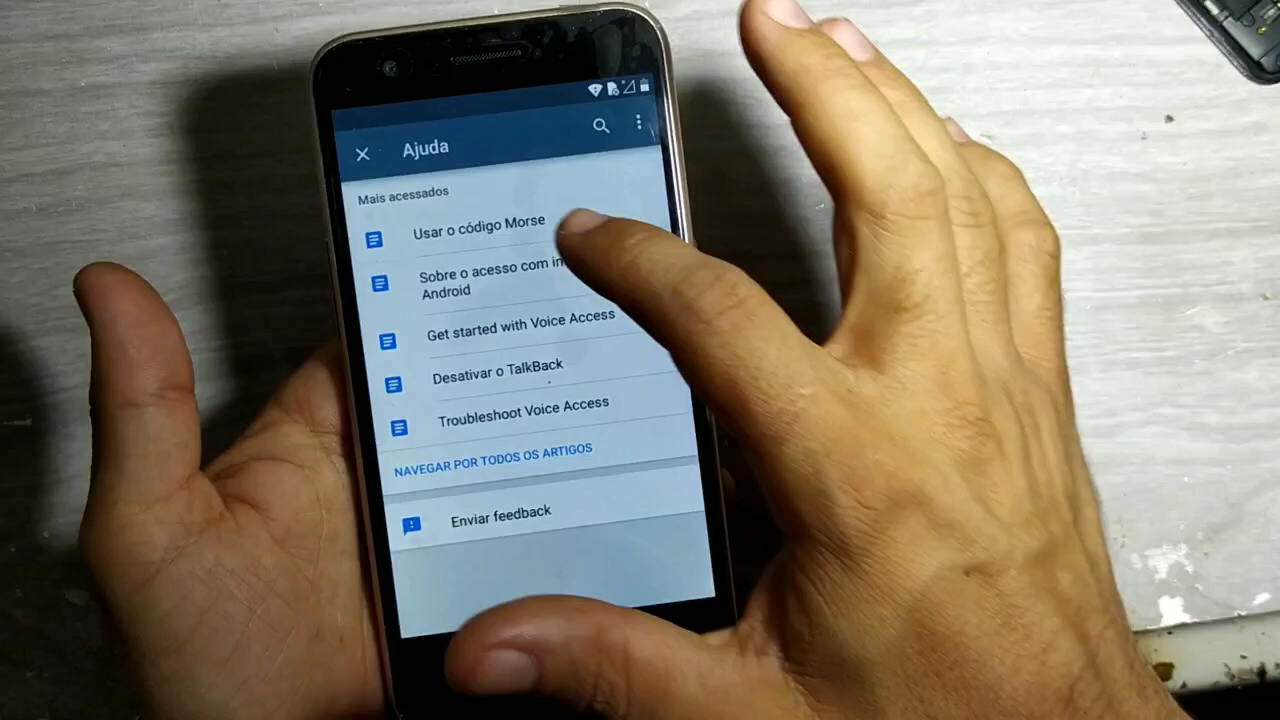 Ajuda
Mais acessados
Usar o código Morse
Sobre o acesso com
Android
Get started with Voice Access
Desativar o TalkBack
Troubleshoot Voice Access
NAVEGAR POR TODOS OS ARTIGOS
Enviar feedback